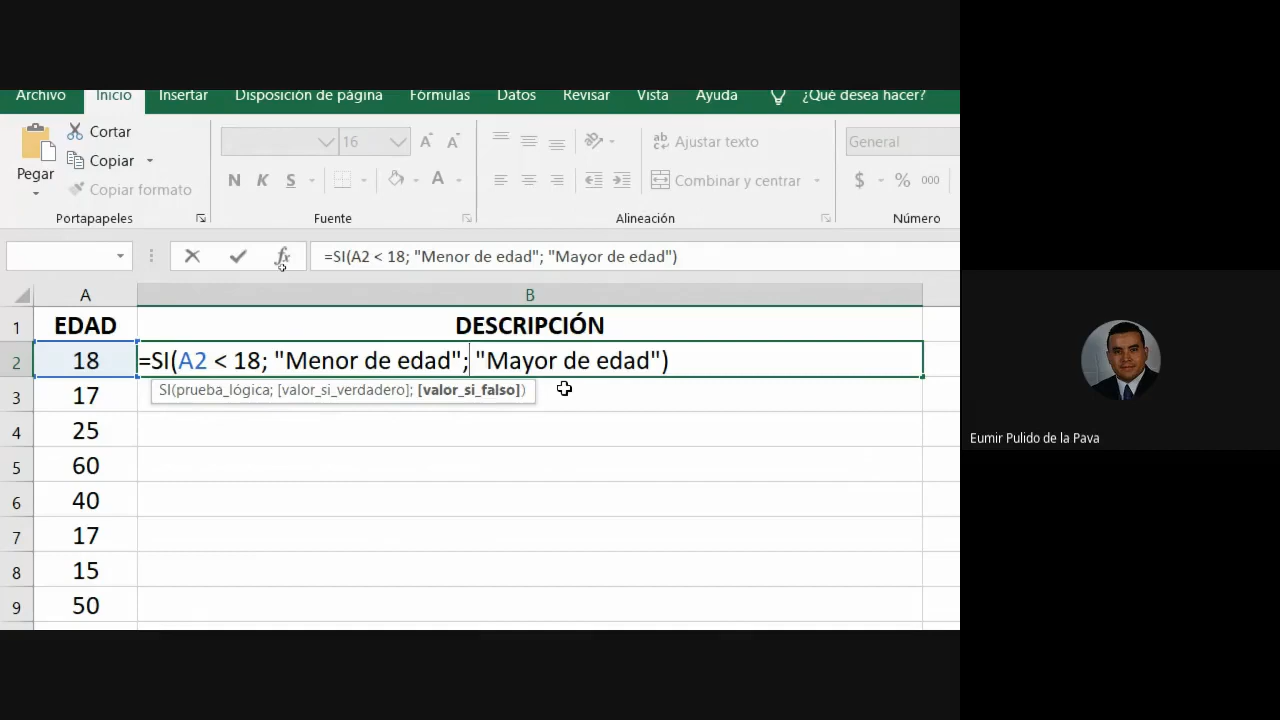 Archivo Inicio Insertar Disposición de página Fórmulas Datos Revisar Vista Ayuda ¿Qué desea hacer?
Pegar
Cortar
Copiar
Copiar formato
Portapapeles
16
N K S
Fuente
Ajustar texto
Combinar y centrar
Alineación
General
$ % 000
Número
fx =SI(A2 < 18; "Menor de edad"; "Mayor de edad")
A B
1 EDAD DESCRIPCIÓN
2 18 =SI(A2 < 18; "Menor de edad"; "Mayor de edad")
SI(prueba_lógica; [valor_si_verdadero]; [valor_si_falso])
3 17
4 25
5 60
6 40
7 17
8 15
9 50
Eumir Pulido de la Pava